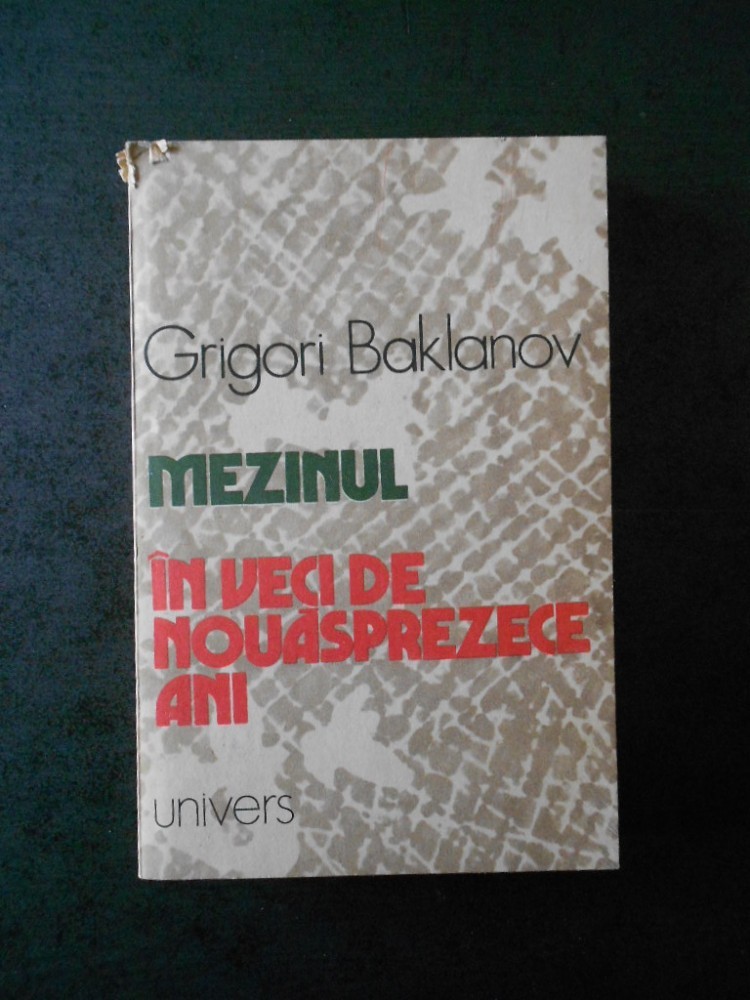 Grigori Baklanov
MEZINUL
ÎN VECI DE
NOUĂSPREZECE
ANI
univers